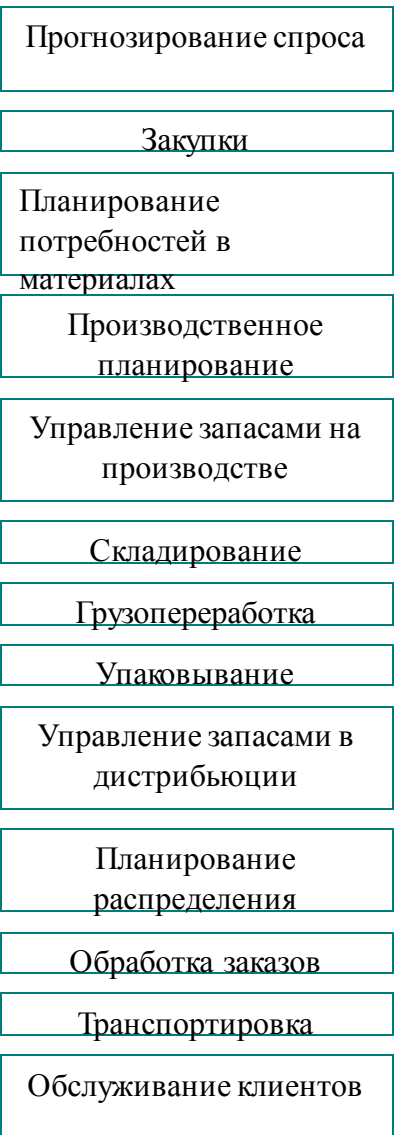 Прогнозирование спроса
Закупки
Планирование
потребностей в
материалах
Производственное
планирование
Управление запасами на
производстве
Складирование
Грузопереработка
Упаковывание
Управление запасами в
дистрибьюции
Планирование
распределения
Обработка заказов
Транспортировка
Обслуживание клиентов